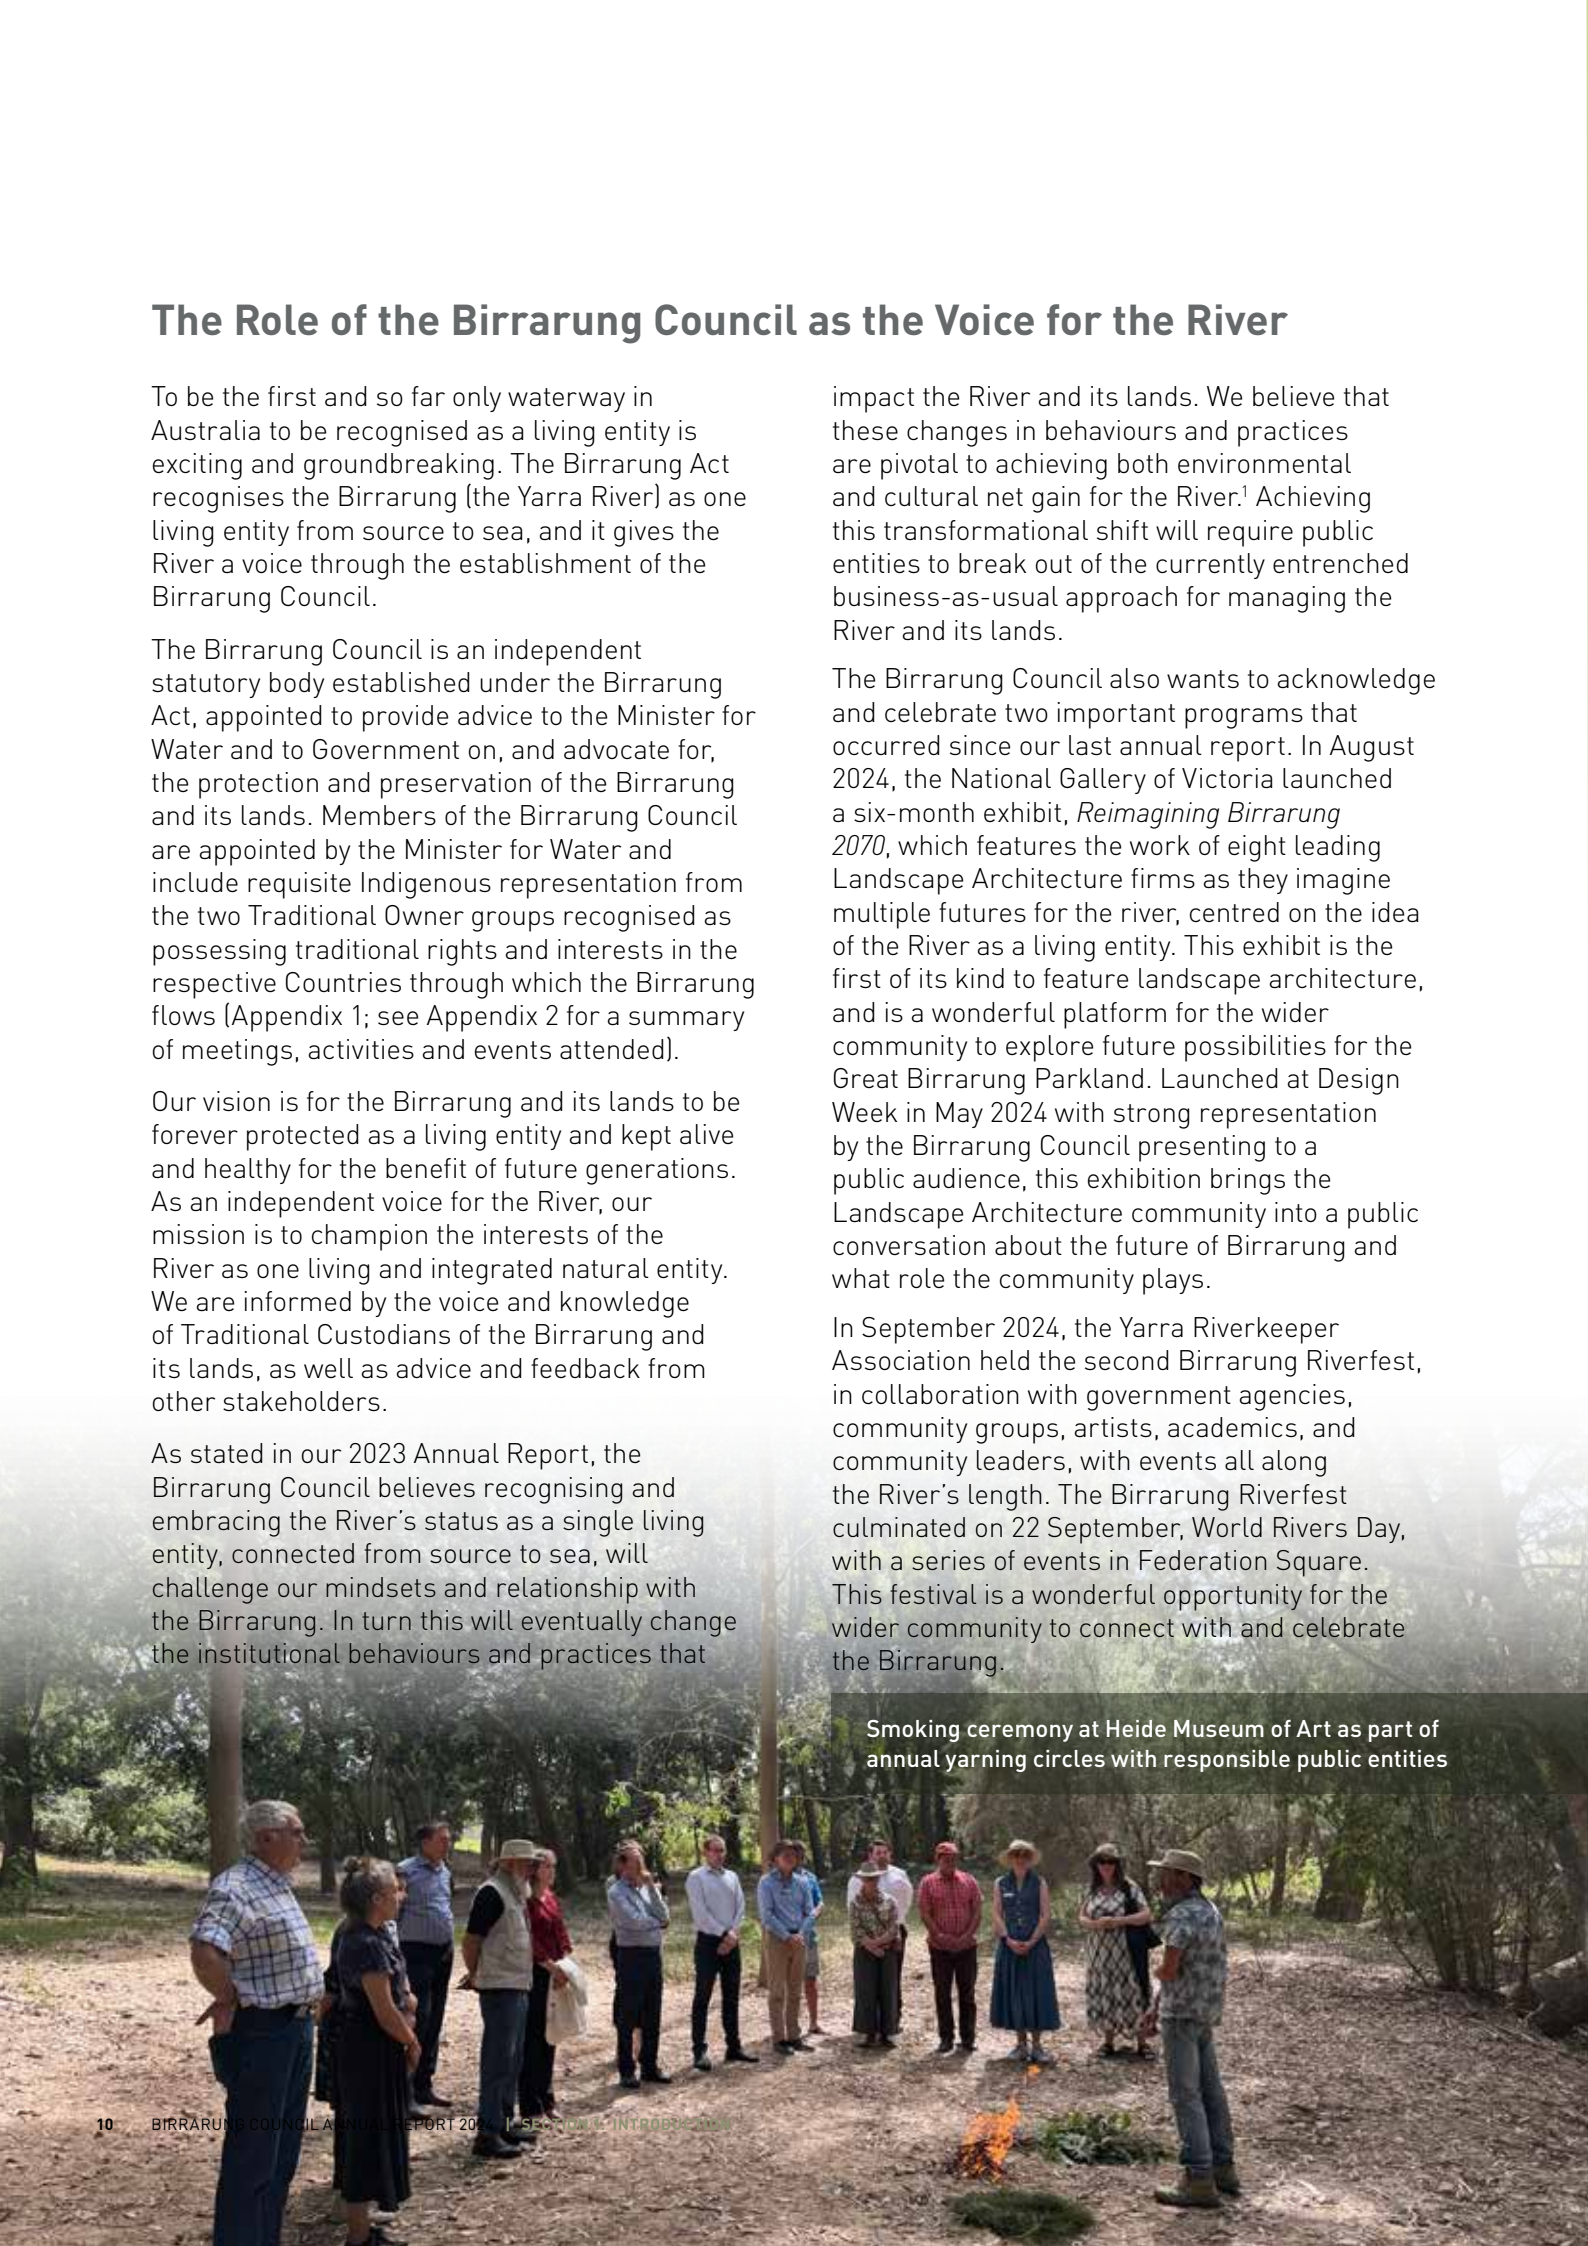 The Role of the Birrarung Council as the Voice for the River
To be the first and so far only waterway in
Australia to be recognised as a living entity is
exciting and groundbreaking. The Birrarung Act
recognises the Birrarung (the Yarra River) as one
living entity from source to sea, and it gives the
River a voice through the establishment of the
Birrarung Council.
The Birrarung Council is an independent
statutory body established under the Birrarung
Act, appointed to provide advice to the Minister for
Water and to Government on, and advocate for,
the protection and preservation of the Birrarung
and its lands. Members of the Birrarung Council
are appointed by the Minister for Water and
include requisite Indigenous representation from
the two Traditional Owner groups recognised as
possessing traditional rights and interests in the
respective Countries through which the Birrarung
flows (Appendix 1; see Appendix 2 for a summary
of meetings, activities and events attended).
Our vision is for the Birrarung and its lands to be
forever protected as a living entity and kept alive
and healthy for the benefit of future generations.
As an independent voice for the River, our
mission is to champion the interests of the
River as one living and integrated natural entity.
We are informed by the voice and knowledge
of Traditional Custodians of the Birrarung and
its lands, as well as advice and feedback from
other stakeholders.
As stated in our 2023 Annual Report, the
Birrarung Council believes recognising and
embracing the River's status as a single living
entity, connected from source to sea, will
challenge our mindsets and relationship with
the Birrarung. In turn this will eventually change
the institutional behaviours and practices that
impact the River and its lands. We believe that
these changes in behaviours and practices
are pivotal to achieving both environmental
and cultural net gain for the River.¹ Achieving
this transformational shift will require public
entities to break out of the currently entrenched
business-as-usual approach for managing the
River and its lands.
The Birrarung Council also wants to acknowledge
and celebrate two important programs that
occurred since our last annual report. In August
2024, the National Gallery of Victoria launched
a six-month exhibit, Reimagining Birrarung
2070, which features the work of eight leading
Landscape Architecture firms as they imagine
multiple futures for the river, centred on the idea
of the River as a living entity. This exhibit is the
first of its kind to feature landscape architecture,
and is a wonderful platform for the wider
community to explore future possibilities for the
Great Birrarung Parkland. Launched at Design
Week in May 2024 with strong representation
by the Birrarung Council presenting to a
public audience, this exhibition brings the
Landscape Architecture community into a public
conversation about the future of Birrarung and
what role the community plays.
In September 2024, the Yarra Riverkeeper
Association held the second Birrarung Riverfest,
in collaboration with government agencies,
community groups, artists, academics, and
community leaders, with events all along
the River's length. The Birrarung Riverfest
culminated on 22 September, World Rivers Day,
with a series of events in Federation Square.
This festival is a wonderful opportunity for the
wider community to connect with and celebrate
the Birrarung.
Smoking ceremony at Heide Museum of Art as part of
annual yarning circles with responsible public entities
10 BIRRARUNG COUNCIL ANNUAL REPORT 2024 |